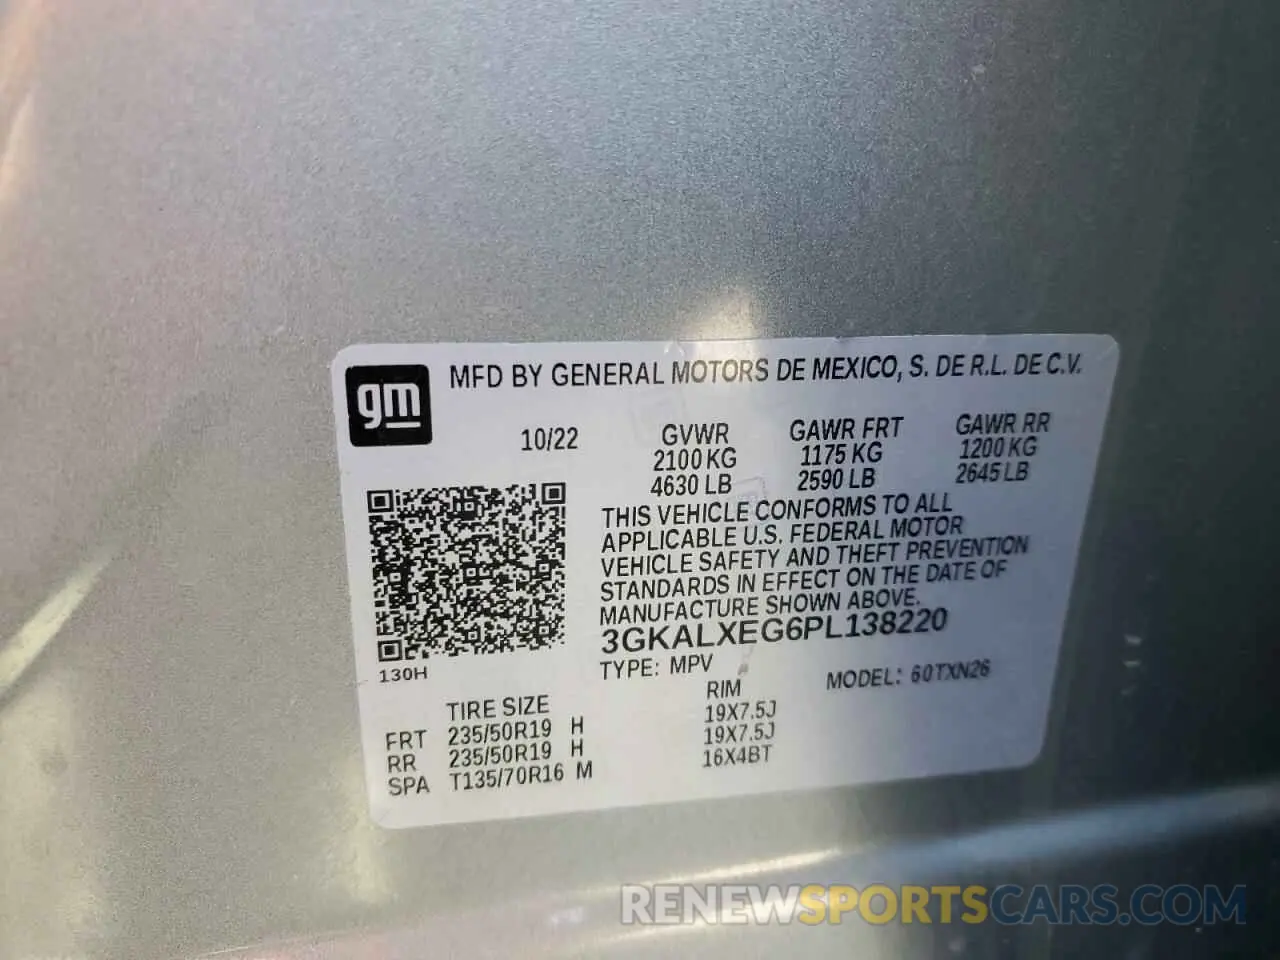 gm
MFD BY GENERAL MOTORS DE MEXICO, S. DE R.L. DE C.V.
10/22 GVWR GAWR FRT GAWR RR
2100 KG 1175 KG 1200 KG
4630 LB 2590 LB 2645 LB
THIS VEHICLE CONFORMS TO ALL
APPLICABLE U.S. FEDERAL MOTOR
VEHICLE SAFETY AND THEFT PREVENTION
STANDARDS IN EFFECT ON THE DATE OF
MANUFACTURE SHOWN ABOVE.
3GKALXEG6PL138220
130H
TYPE: MPV MODEL: 60TXN26
TIRE SIZE RIM
FRT 235/50R19 H 19X7.5J
RR 235/50R19 H 19X7.5J
SPA T135/70R16 M 16X4BT
RENEWSPORTSCARS.COM